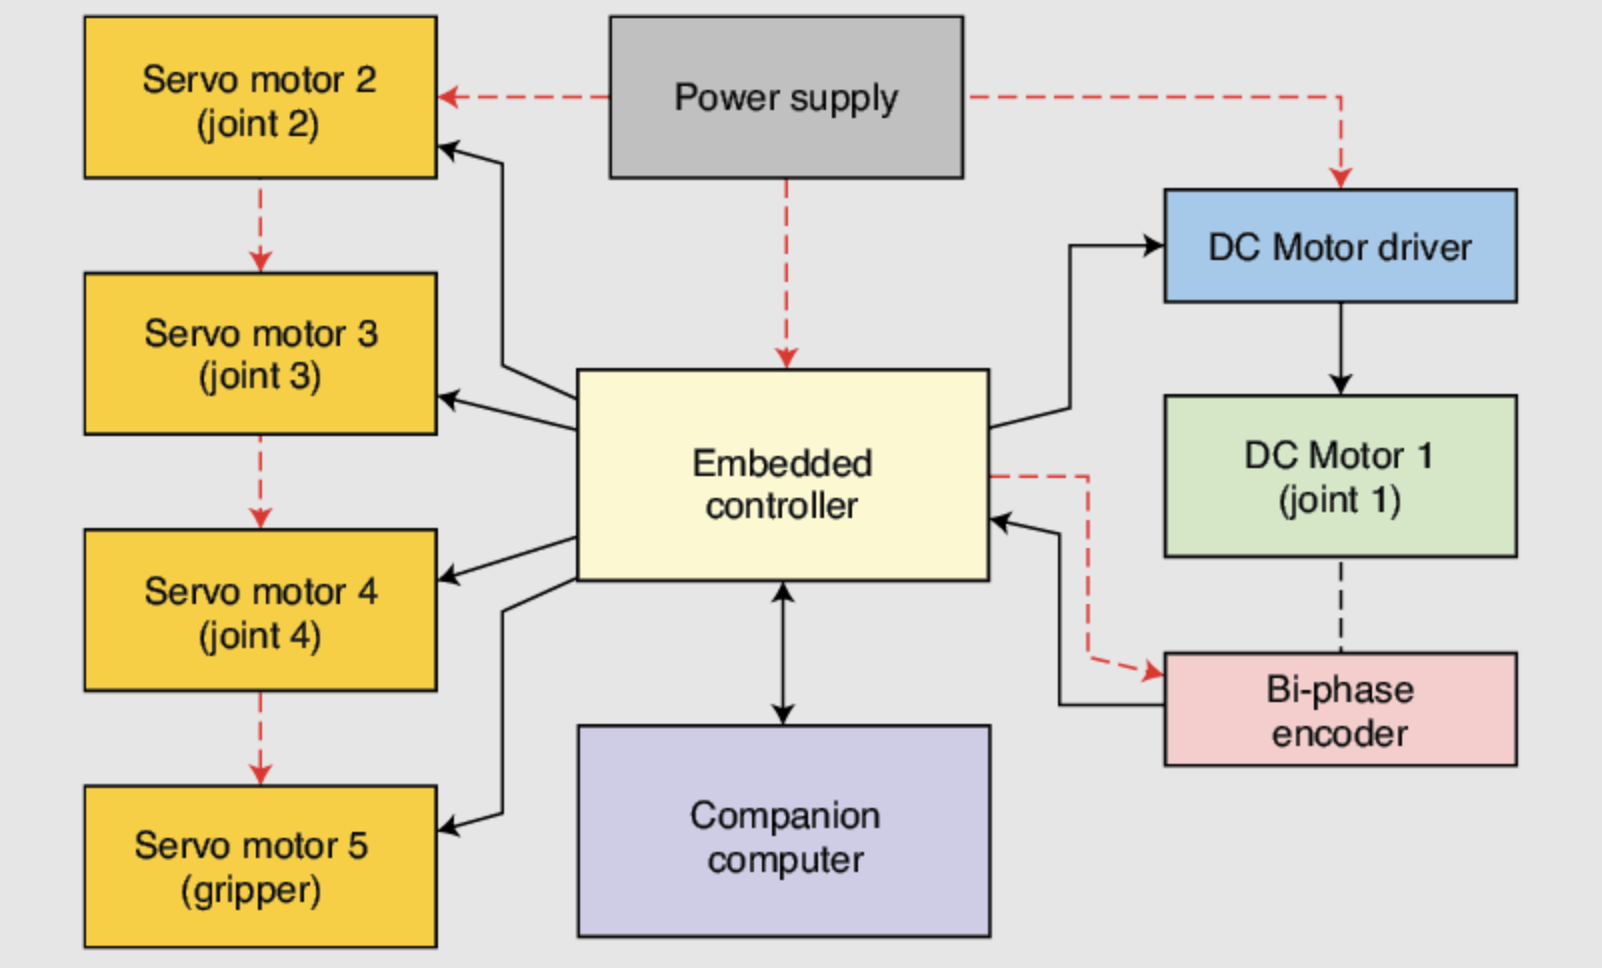 Servo motor 2
(joint 2)
Power supply
DC Motor driver
Servo motor 3
(joint 3)
Embedded
controller
DC Motor 1
(joint 1)
Servo motor 4
(joint 4)
Bi-phase
encoder
Companion
computer
Servo motor 5
(gripper)